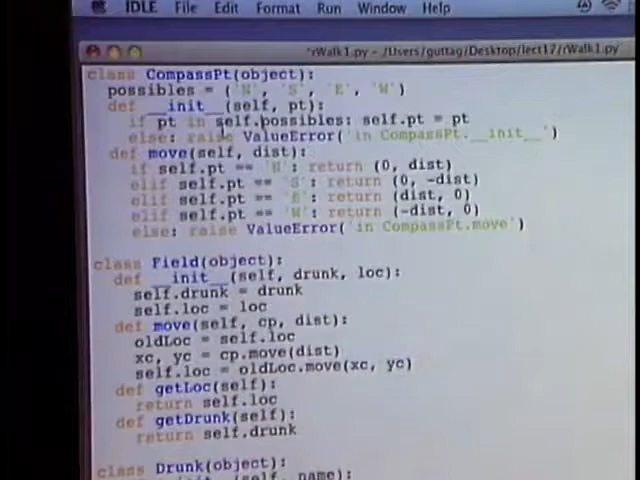 IDLE File Edit Format Run Window Help
*rWalk1.py - /Users/guttag/Desktop/lect17/rWalk1.py*
class CompassPt(object):
possibles = ('N', 'S', 'E', 'W')
def __init__(self, pt):
if pt in self.possibles: self.pt = pt
else: raise ValueError('in CompassPt.__init__')
def move(self, dist):
if self.pt == 'N': return (0, dist)
elif self.pt == 'S': return (0, -dist)
elif self.pt == 'E': return (dist, 0)
elif self.pt == 'W': return (-dist, 0)
else: raise ValueError('in CompassPt.move')
class Field(object):
def __init__(self, drunk, loc):
self.drunk = drunk
self.loc = loc
def move(self, cp, dist):
oldLoc = self.loc
xc, yc = cp.move(dist)
self.loc = oldLoc.move(xc, yc)
def getLoc(self):
return self.loc
def getDrunk(self):
return self.drunk
class Drunk(object):
def __init__(self, name):